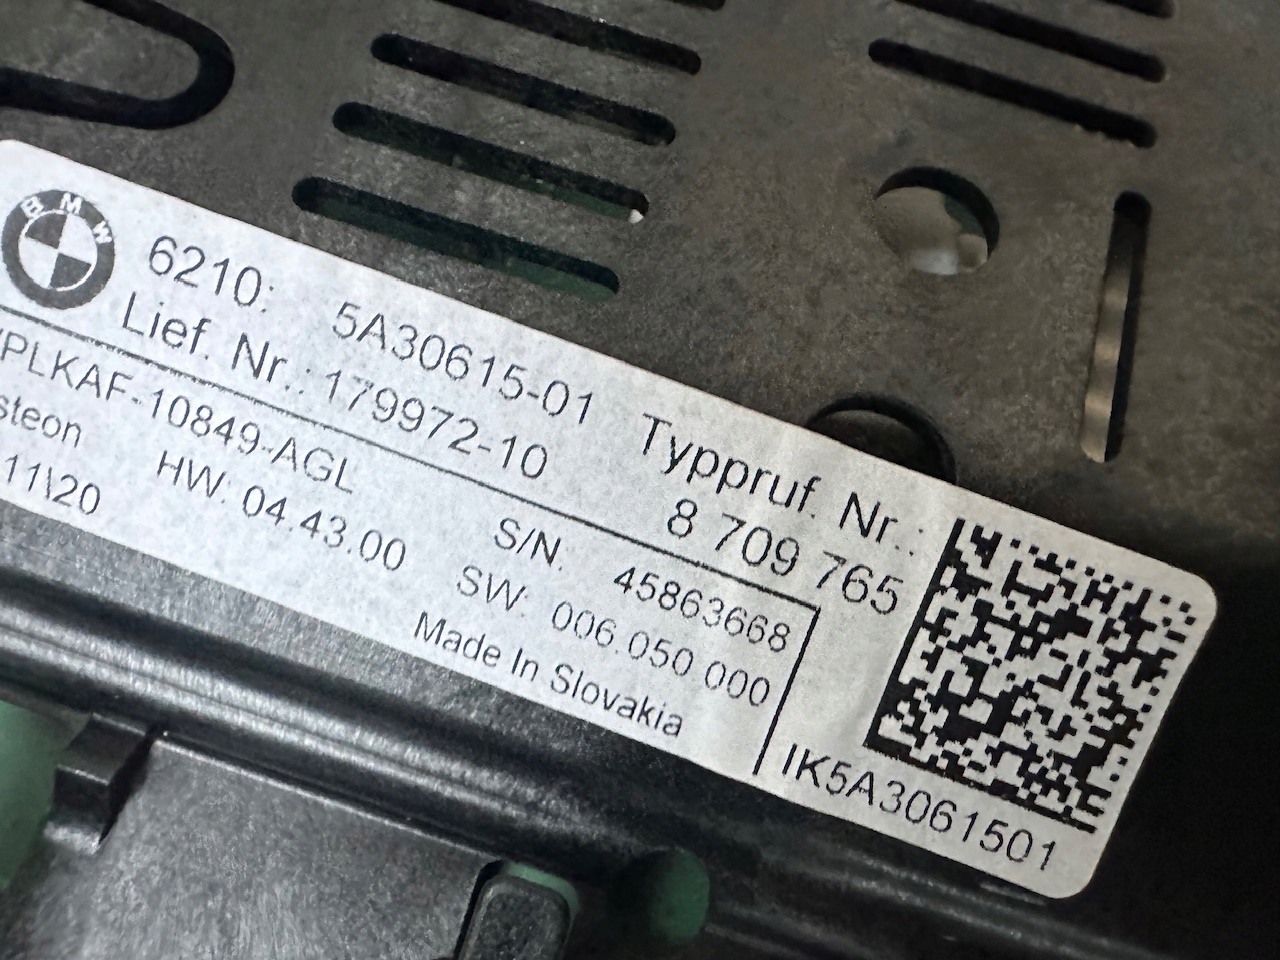 BMW
6210: 5A30615-01
Lief. Nr.: 179972-10
Typpruf. Nr.:
8 709 765
VPLKAF-10849-AGL
S/N: 45863668
steon
HW: 04.43.00
SW: 006.050 000
11\20
Made In Slovakia
IK5A3061501